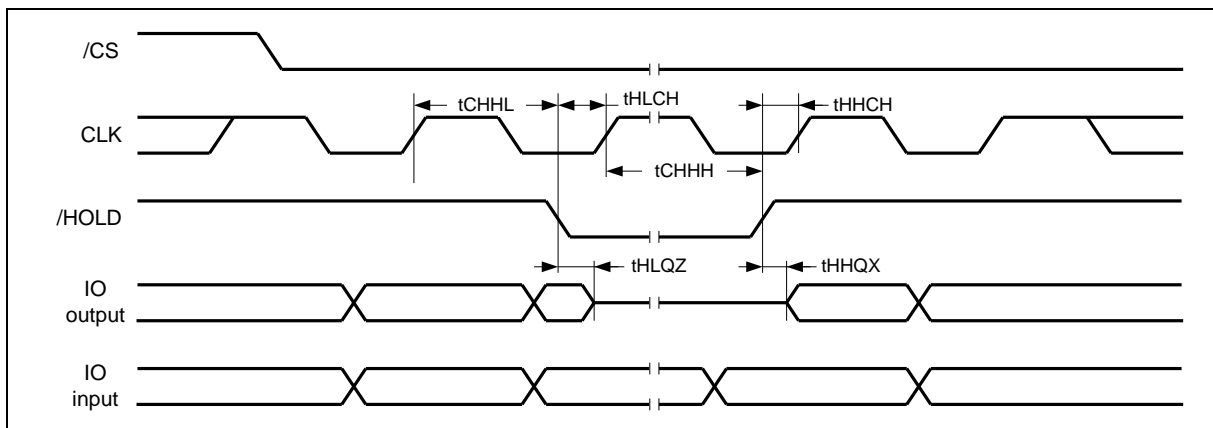 /CS
tCHHL
tHLCH
tHHCH
CLK
tCHHH
/HOLD
tHLQZ
tHHQX
IO
output
IO
input